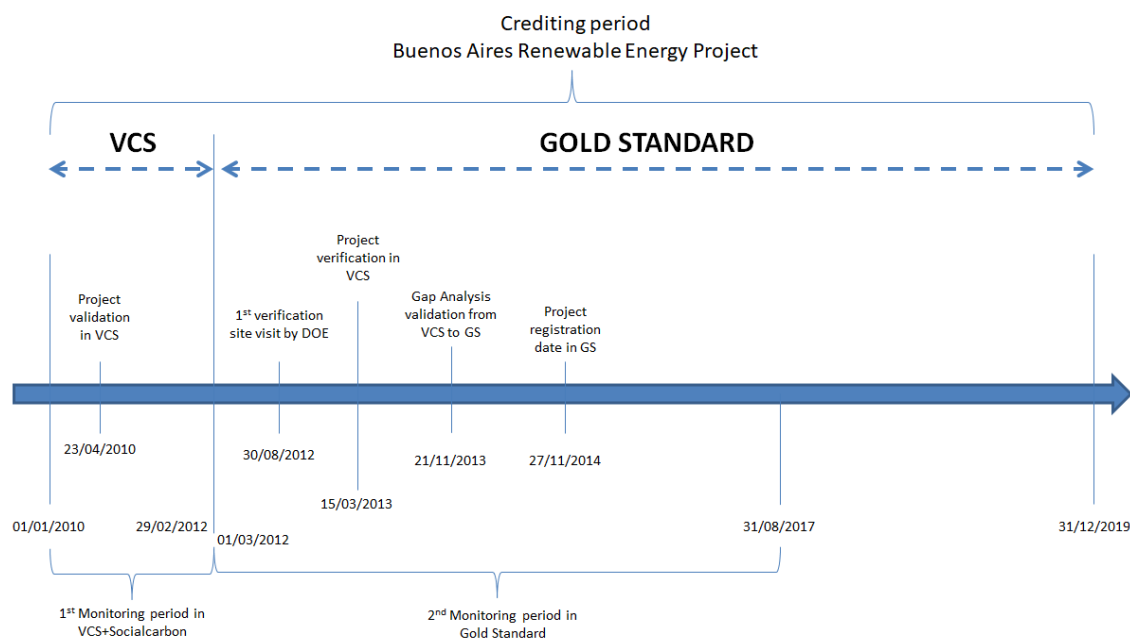 Crediting period
Buenos Aires Renewable Energy Project
VCS
GOLD STANDARD
Project
validation
in VCS
1st verification
site visit by DOE
Project
verification in
VCS
Gap Analysis
validation from
VCS to GS
Project
registration
date in GS
23/04/2010
30/08/2012
15/03/2013
21/11/2013
27/11/2014
01/01/2010
29/02/2012
01/03/2012
31/08/2017
31/12/2019
1st Monitoring period in
VCS+Socialcarbon
2nd Monitoring period in
Gold Standard